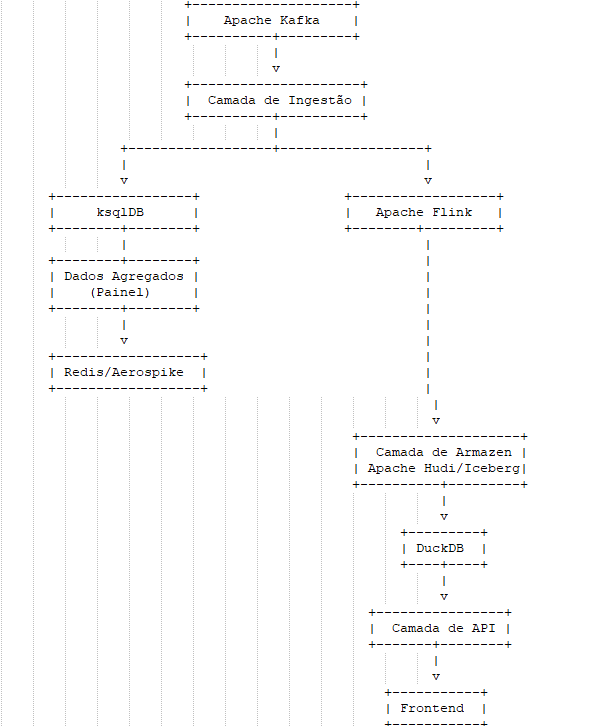 Apache Kafka
v
Camada de Ingestão
v v
ksqlDB
Apache Flink
Dados Agregados
(Painel)
v
Redis/Aerospike
v
Camada de Armazen
Apache Hudi/Iceberg
v
DuckDB
v
Camada de API
v
Frontend